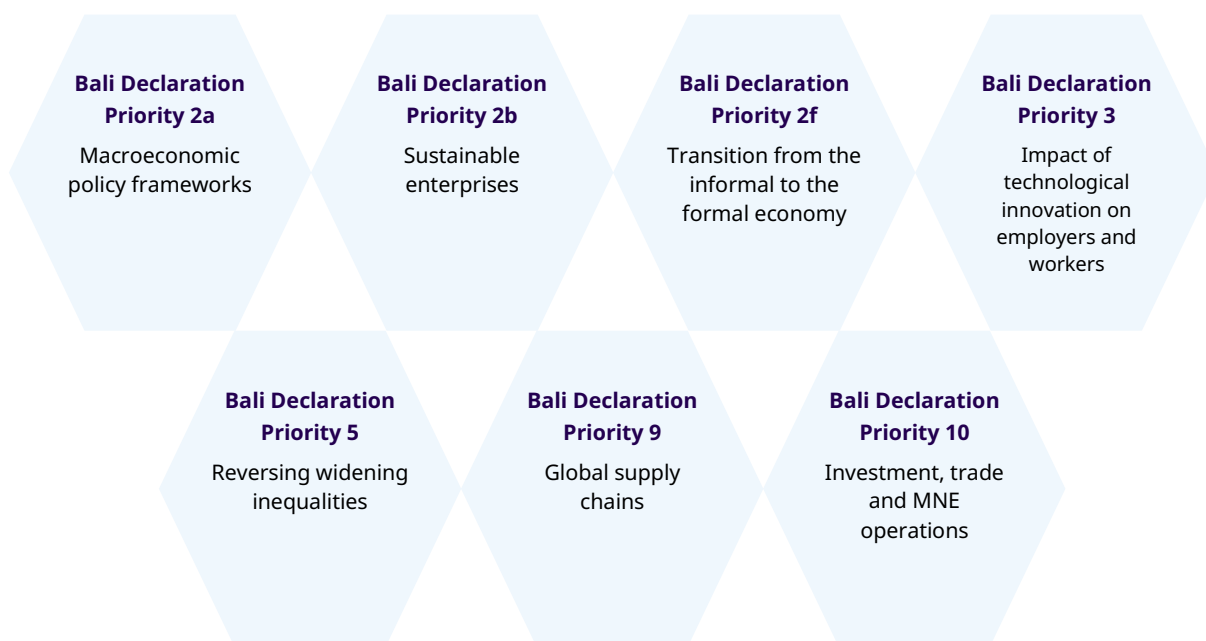 Bali Declaration
Priority 2a
Macroeconomic
policy frameworks
Bali Declaration
Priority 2b
Sustainable
enterprises
Bali Declaration
Priority 2f
Transition from the
informal to the
formal economy
Bali Declaration
Priority 3
Impact of
technological
innovation on
employers and
workers
Bali Declaration
Priority 5
Reversing widening
inequalities
Bali Declaration
Priority 9
Global supply
chains
Bali Declaration
Priority 10
Investment, trade
and MNE
operations